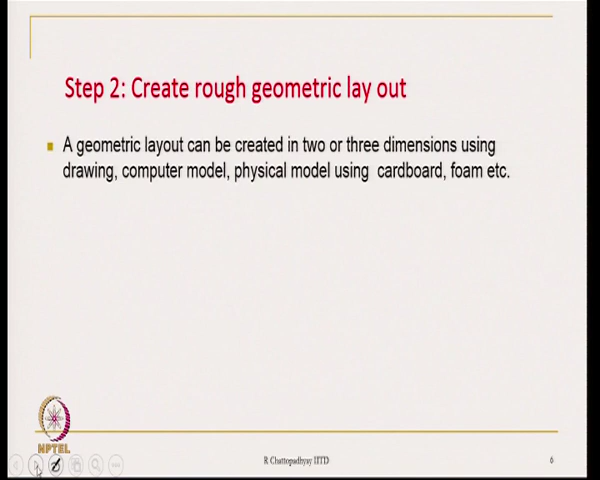 Step 2: Create rough geometric lay out
A geometric layout can be created in two or three dimensions using
drawing, computer model, physical model using cardboard, foam etc.
NPTEL
R Chattopadhyay IITD
6